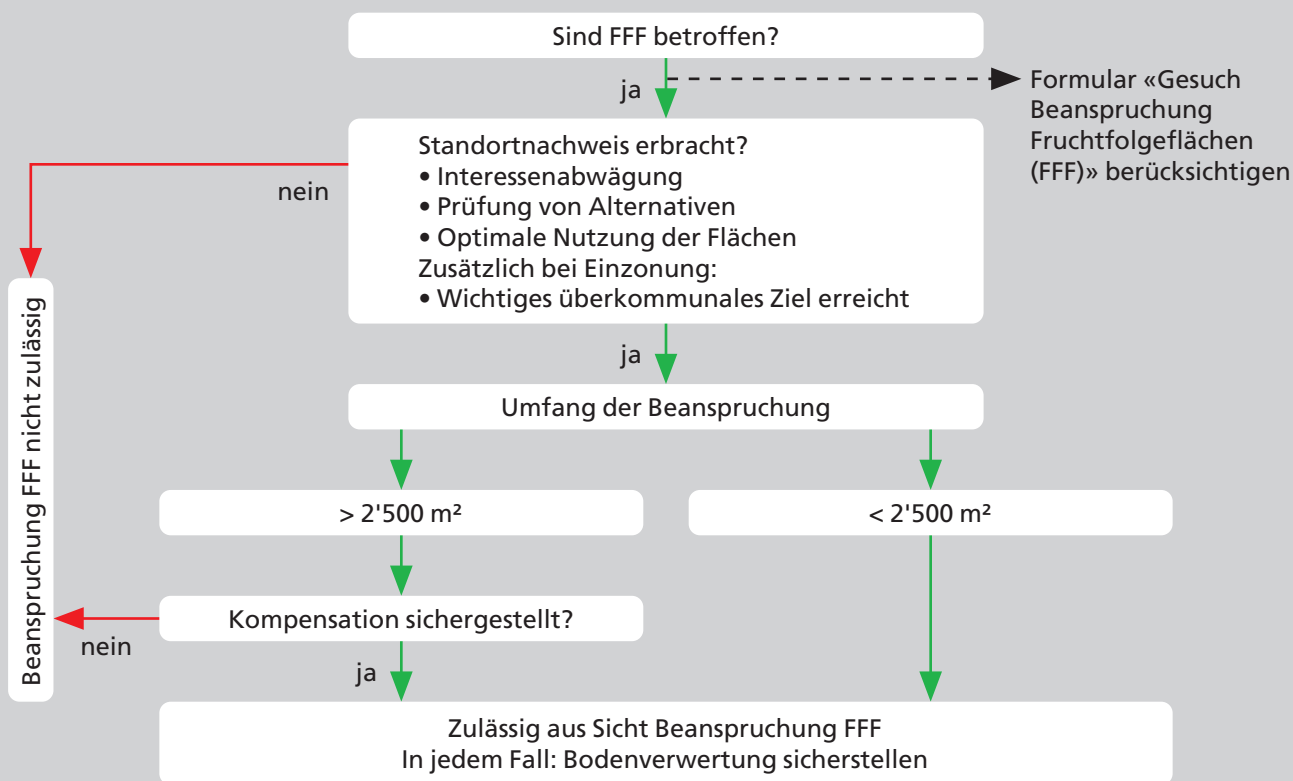 Sind FFF betroffen?
ja
Formular «Gesuch
Beanspruchung
Fruchtfolgeflächen
(FFF)» berücksichtigen
Standortnachweis erbracht?
• Interessenabwägung
• Prüfung von Alternativen
• Optimale Nutzung der Flächen
Zusätzlich bei Einzonung:
• Wichtiges überkommunales Ziel erreicht
nein
Beanspruchung FFF nicht zulässig
ja
Umfang der Beanspruchung
> 2'500 m²
< 2'500 m²
Kompensation sichergestellt?
nein
ja
Zulässig aus Sicht Beanspruchung FFF
In jedem Fall: Bodenverwertung sicherstellen